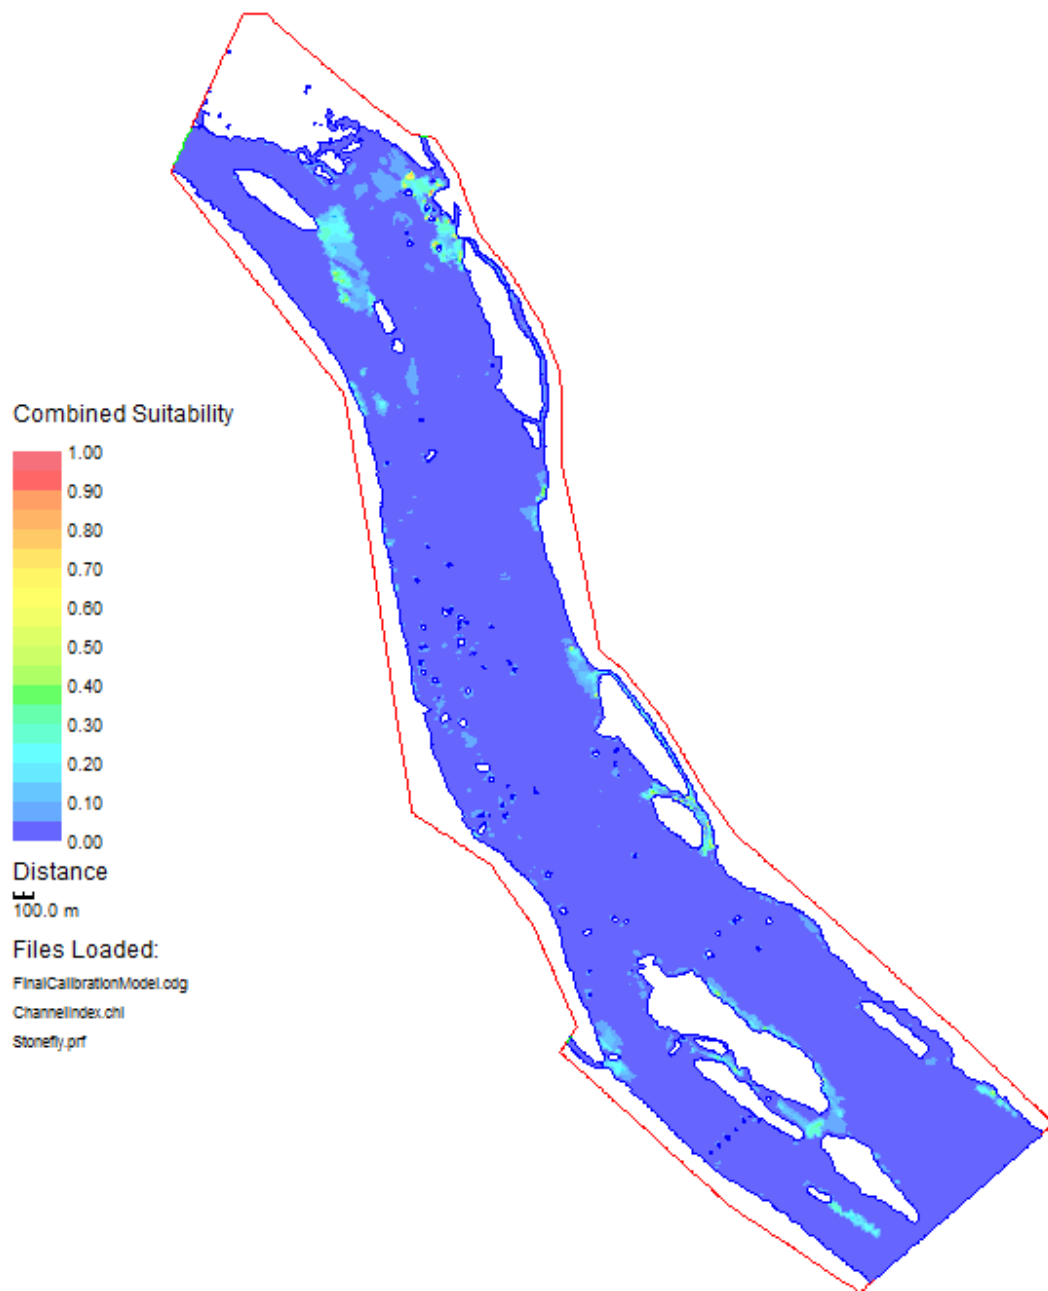 Combined Suitability
1.00
0.90
0.80
0.70
0.60
0.50
0.40
0.30
0.20
0.10
0.00
Distance
100.0 m
Files Loaded:
FinalCalibrationModel.cdg
ChannelIndex.chi
Stonefly.prf